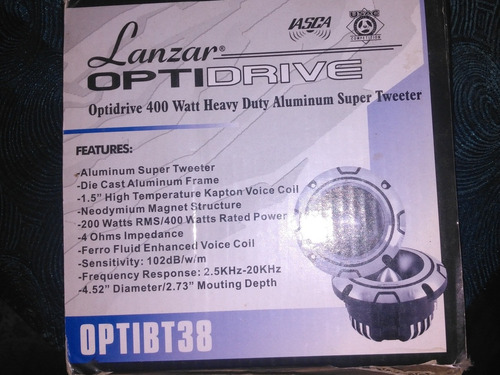 Lanzar®
OPTIDRIVE
IASCA
USAC
COMPETITION
Optidrive 400 Watt Heavy Duty Aluminum Super Tweeter
FEATURES:
-Aluminum Super Tweeter
-Die Cast Aluminum Frame
-1.5" High Temperature Kapton Voice Coil
-Neodymium Magnet Structure
-200 Watts RMS/400 Watts Rated Power
-4 Ohms Impedance
-Ferro Fluid Enhanced Voice Coil
-Sensitivity: 102dB/w/m
-Frequency Response: 2.5KHz-20KHz
-4.52" Diameter/2.73" Mouting Depth
OPTIBT38